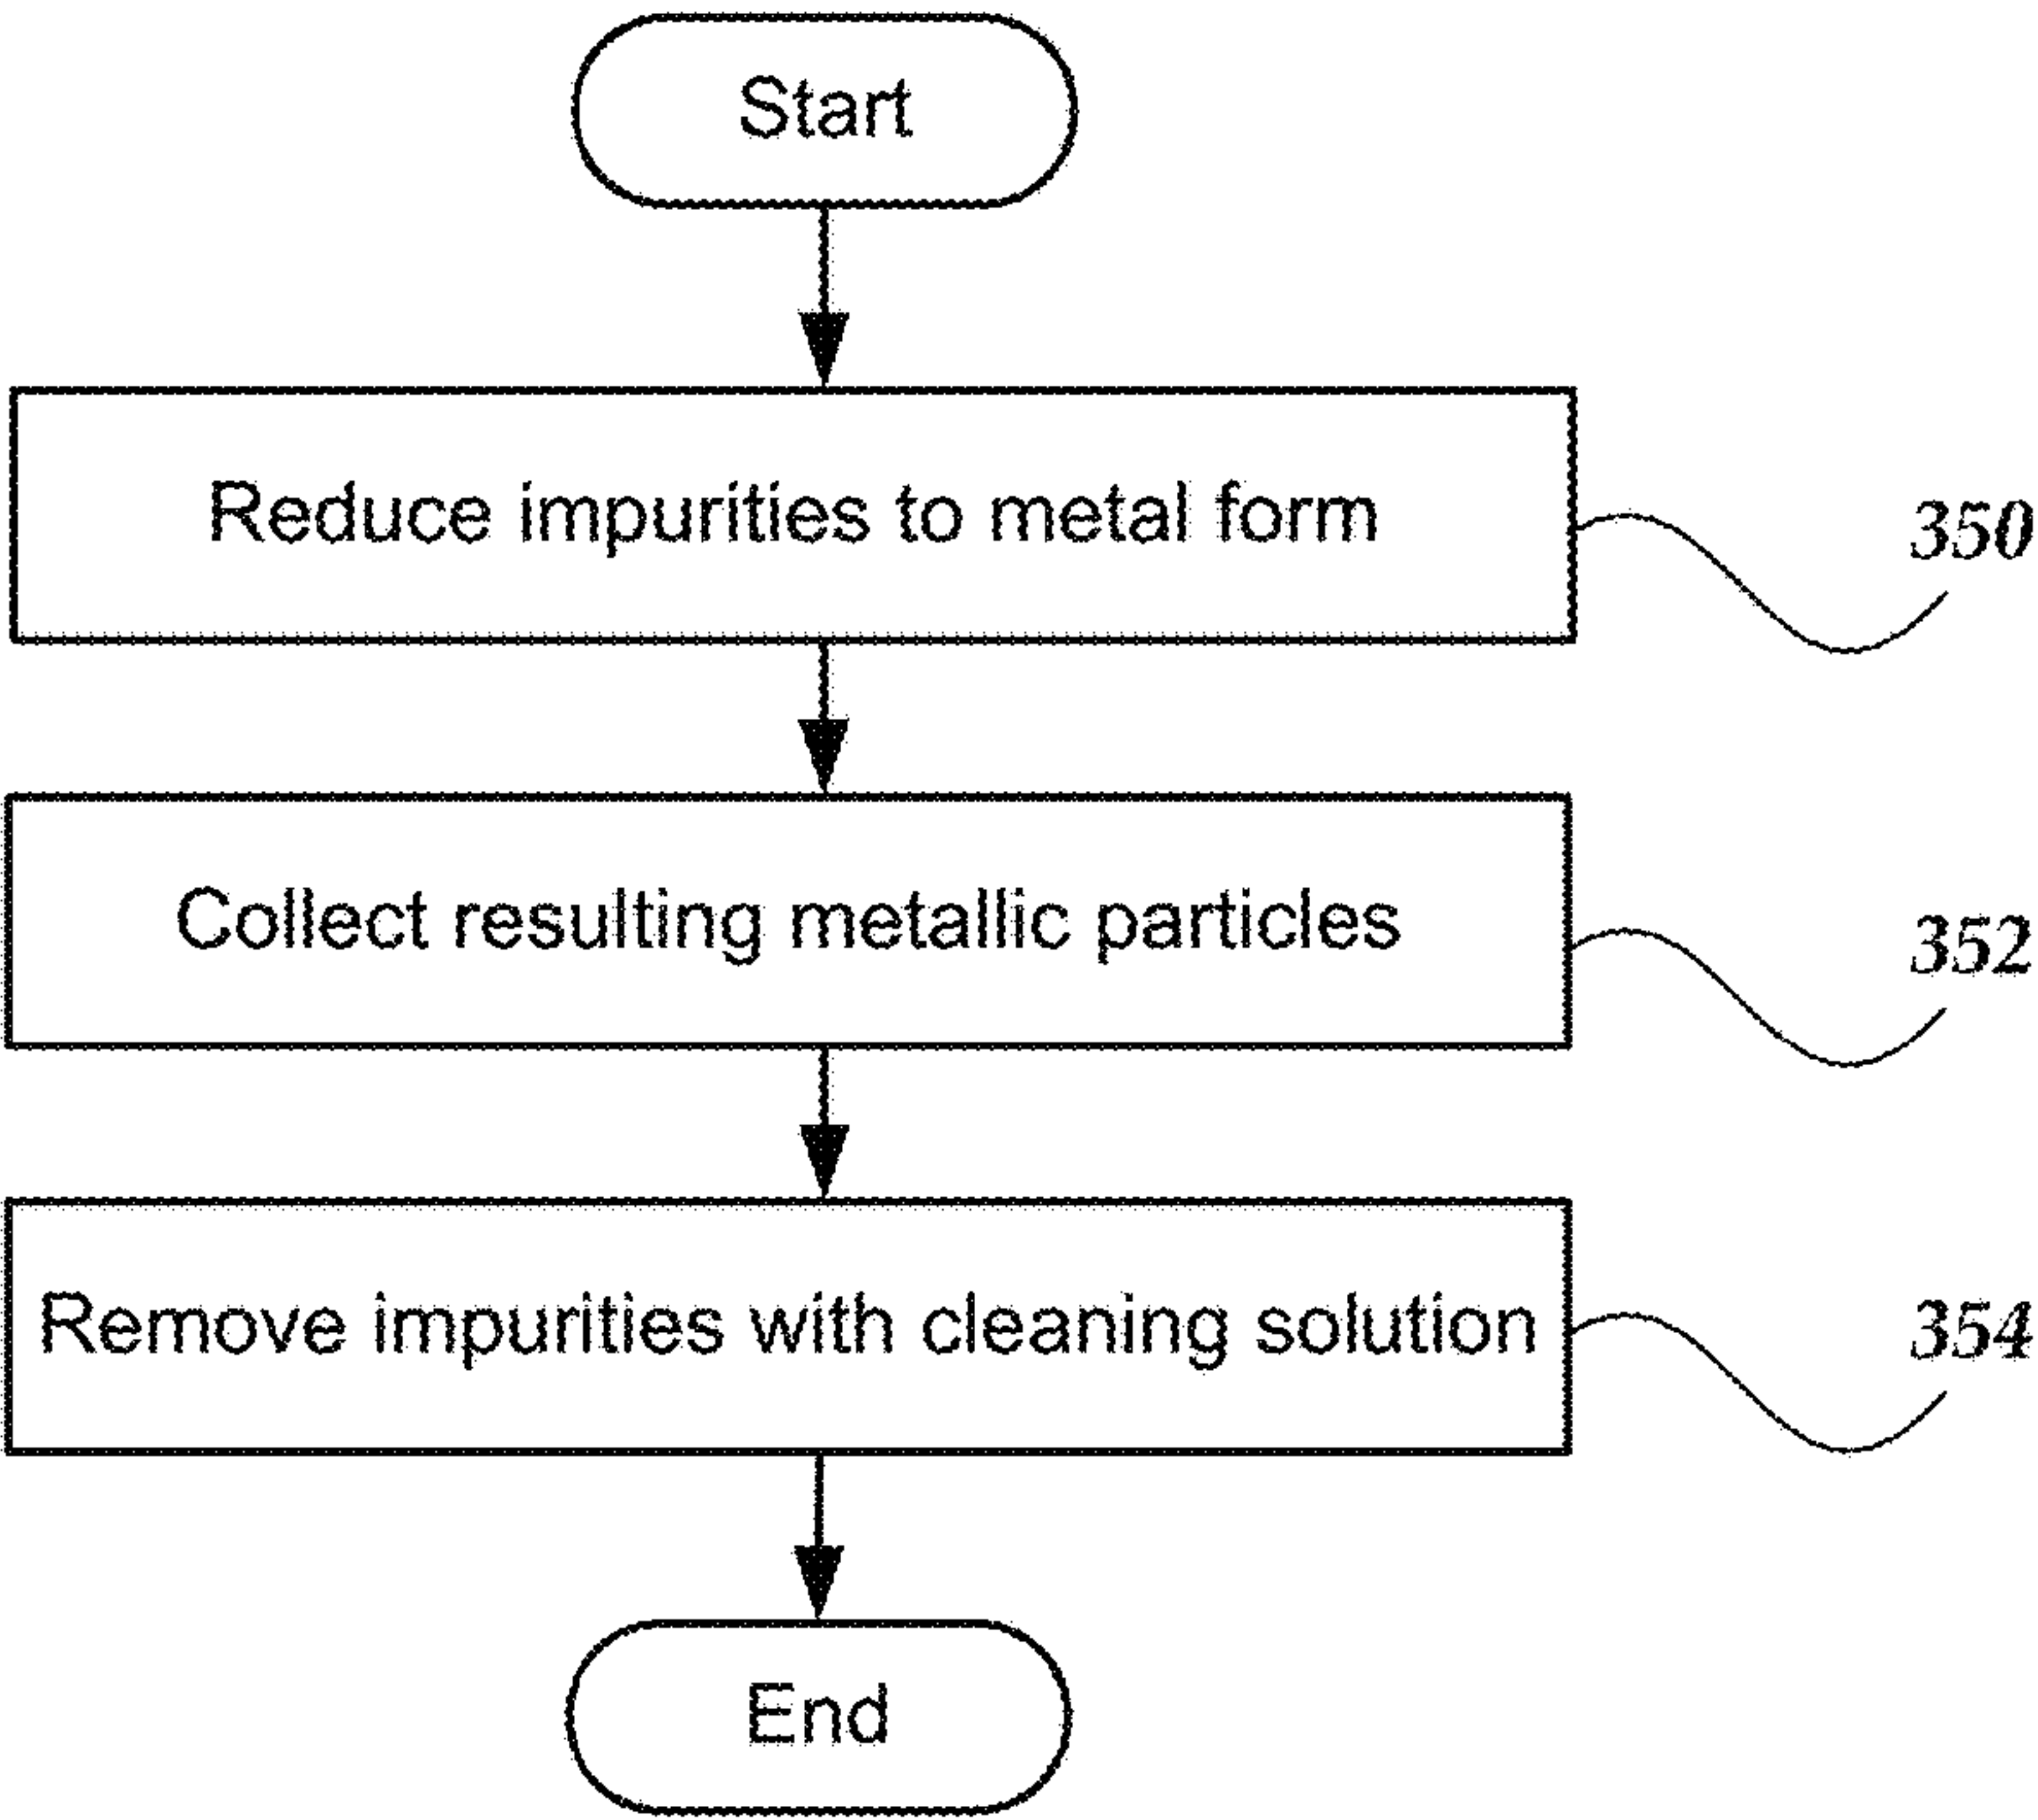 Start
Reduce impurities to metal form
350
Collect resulting metallic particles
352
Remove impurities with cleaning solution
354
End